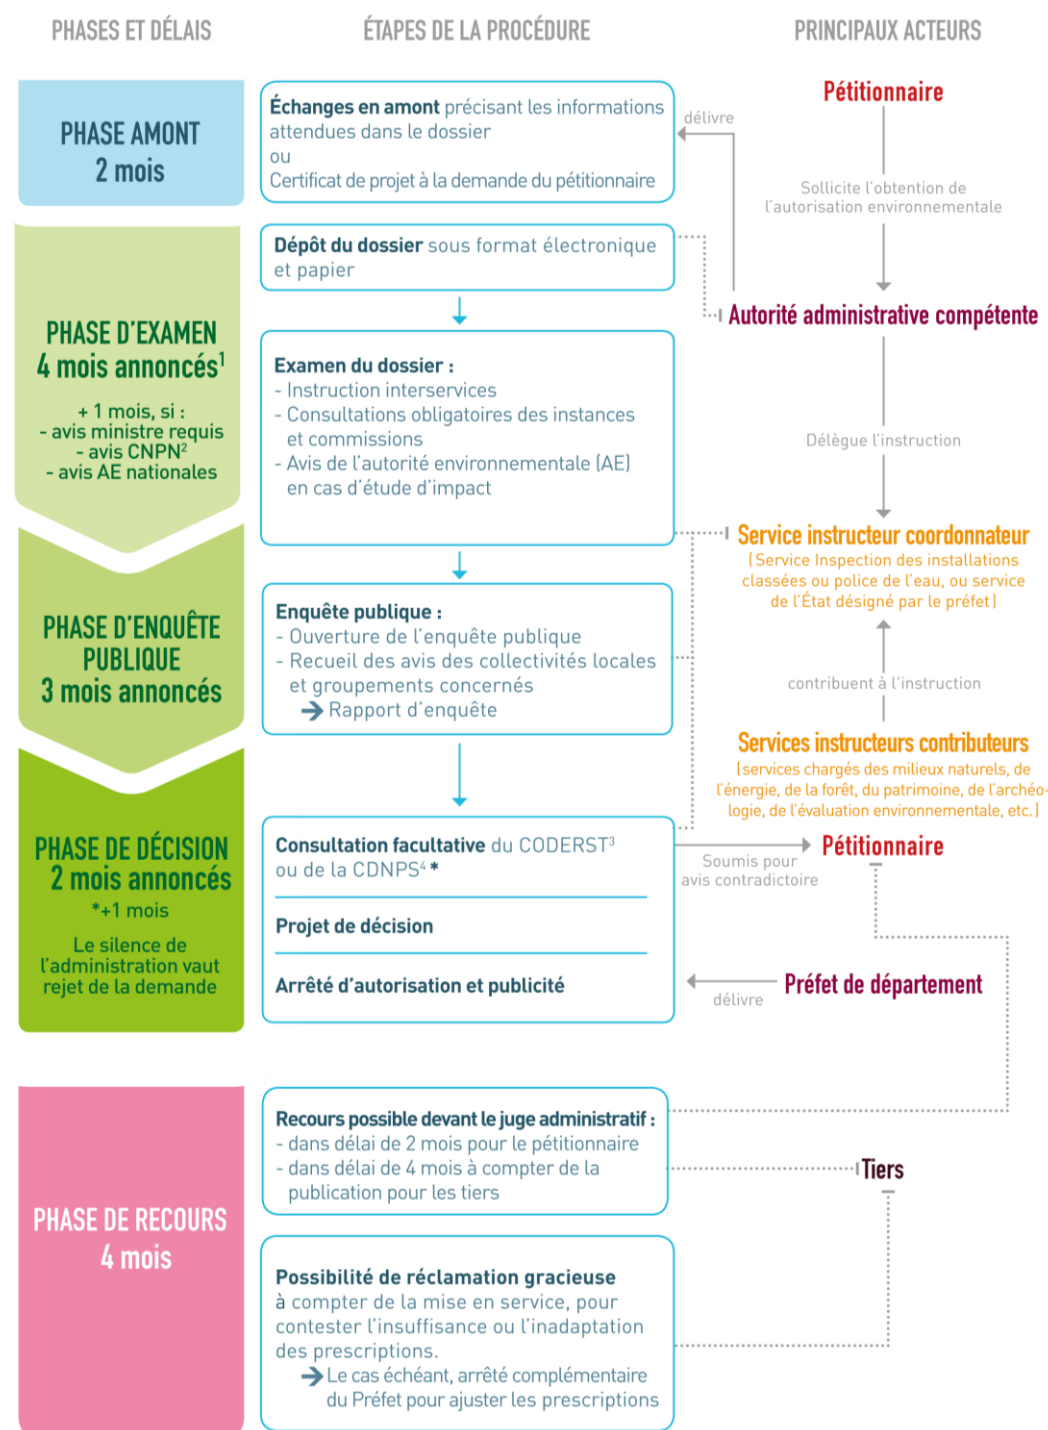 PHASES ET DÉLAIS
ÉTAPES DE LA PROCÉDURE
PRINCIPAUX ACTEURS
PHASE AMONT
2 mois
Échanges en amont précisant les informations
attendues dans le dossier
ou
Certificat de projet à la demande du pétitionnaire
délivre
Pétitionnaire
Sollicite l'obtention de
l'autorisation environnementale
Dépôt du dossier sous format électronique
et papier
Autorité administrative compétente
PHASE D'EXAMEN
4 mois annoncés¹
+ 1 mois, si :
- avis ministre requis
- avis CNPN²
- avis AE nationales
Examen du dossier :
- Instruction interservices
- Consultations obligatoires des instances
et commissions
- Avis de l'autorité environnementale (AE)
en cas d'étude d'impact
Délègue l'instruction
Service instructeur coordonnateur
(Service Inspection des installations
classées ou police de l'eau, ou service
de l'État désigné par le préfet)
PHASE D'ENQUÊTE
PUBLIQUE
3 mois annoncés
Enquête publique :
- Ouverture de l'enquête publique
- Recueil des avis des collectivités locales
et groupements concernés
→ Rapport d'enquête
contribuent à l'instruction
Services instructeurs contributeurs
(services chargés des milieux naturels, de
l'énergie, de la forêt, du patrimoine, de l'archéo-
logie, de l'évaluation environnementale, etc.)
PHASE DE DÉCISION
2 mois annoncés
*+1 mois
Le silence de
l'administration vaut
rejet de la demande
Consultation facultative du CODERST³
ou de la CDNPS⁴ *
Projet de décision
Arrêté d'autorisation et publicité
Soumis pour
avis contradictoire
Pétitionnaire
délivre
Préfet de département
PHASE DE RECOURS
4 mois
Recours possible devant le juge administratif :
- dans délai de 2 mois pour le pétitionnaire
- dans délai de 4 mois à compter de la
publication pour les tiers
Tiers
Possibilité de réclamation gracieuse
à compter de la mise en service, pour
contester l'insuffisance ou l'inadaptation
des prescriptions.
→ Le cas échéant, arrêté complémentaire
du Préfet pour ajuster les prescriptions